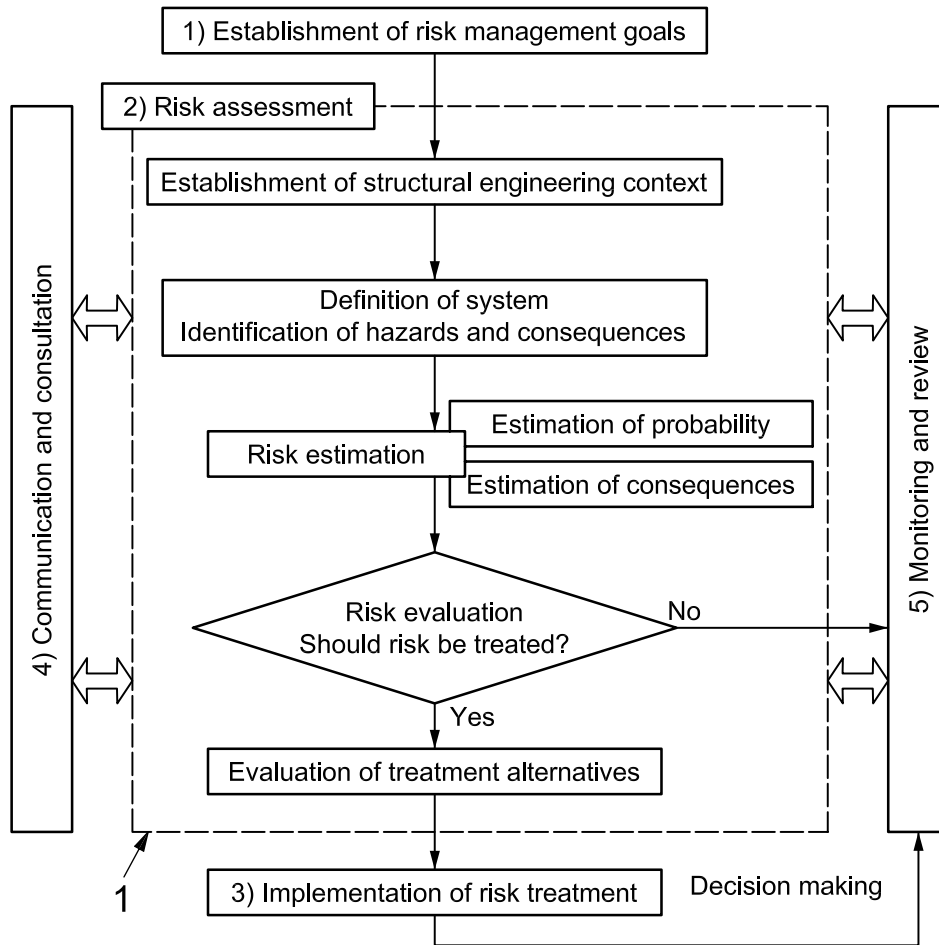 1) Establishment of risk management goals
2) Risk assessment
Establishment of structural engineering context
Definition of system
Identification of hazards and consequences
Estimation of probability
Risk estimation
Estimation of consequences
Risk evaluation
Should risk be treated?
No
Yes
Evaluation of treatment alternatives
1
3) Implementation of risk treatment
Decision making
4) Communication and consultation
5) Monitoring and review